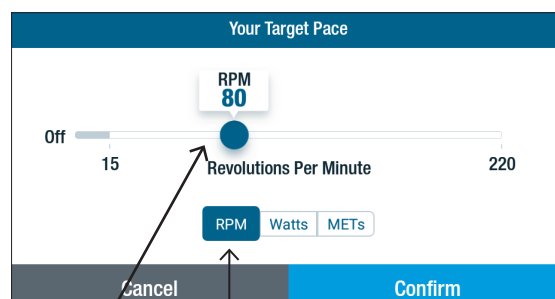 Your Target Pace
RPM
80
Off
15 Revolutions Per Minute 220
RPM Watts METs
Cancel Confirm